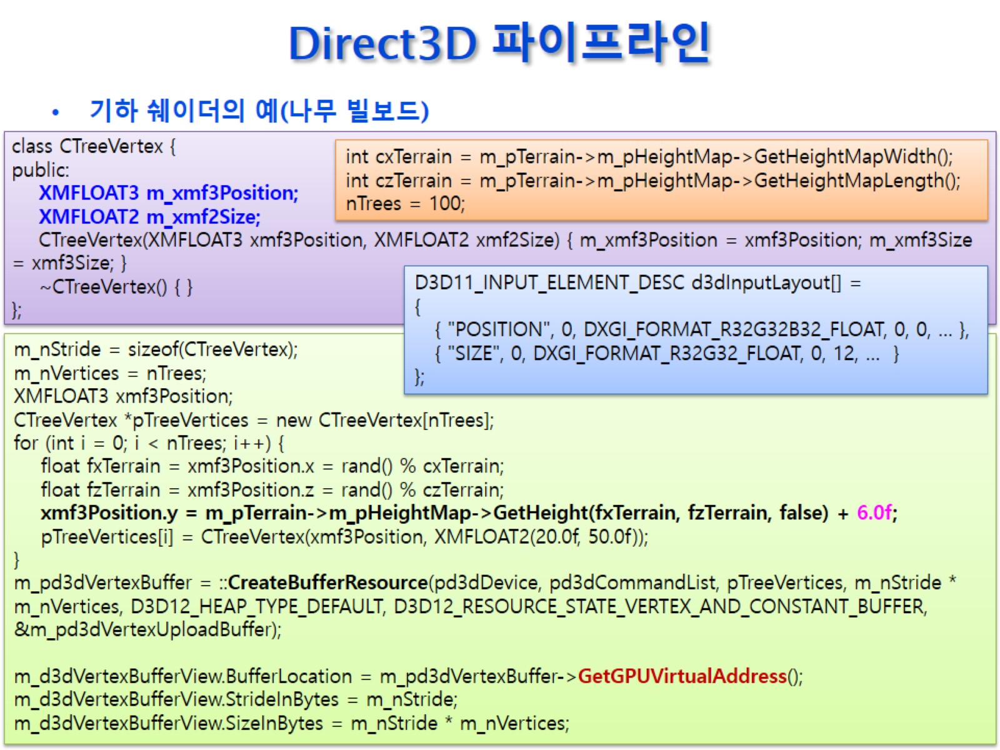 Direct3D 파이프라인
• 기하 쉐이더의 예(나무 빌보드)
class CTreeVertex {
public:
XMFLOAT3 m_xmf3Position;
XMFLOAT2 m_xmf2Size;
CTreeVertex(XMFLOAT3 xmf3Position, XMFLOAT2 xmf2Size) { m_xmf3Position = xmf3Position; m_xmf3Size
= xmf3Size; }
~CTreeVertex() { }
};
int cxTerrain = m_pTerrain->m_pHeightMap->GetHeightMapWidth();
int czTerrain = m_pTerrain->m_pHeightMap->GetHeightMapLength();
nTrees = 100;
D3D11_INPUT_ELEMENT_DESC d3dInputLayout[] =
{
{ "POSITION", 0, DXGI_FORMAT_R32G32B32_FLOAT, 0, 0, ... },
{ "SIZE", 0, DXGI_FORMAT_R32G32_FLOAT, 0, 12, ... }
};
m_nStride = sizeof(CTreeVertex);
m_nVertices = nTrees;
XMFLOAT3 xmf3Position;
CTreeVertex *pTreeVertices = new CTreeVertex[nTrees];
for (int i = 0; i < nTrees; i++) {
float fxTerrain = xmf3Position.x = rand() % cxTerrain;
float fzTerrain = xmf3Position.z = rand() % czTerrain;
xmf3Position.y = m_pTerrain->m_pHeightMap->GetHeight(fxTerrain, fzTerrain, false) + 6.0f;
pTreeVertices[i] = CTreeVertex(xmf3Position, XMFLOAT2(20.0f, 50.0f));
}
m_pd3dVertexBuffer = ::CreateBufferResource(pd3dDevice, pd3dCommandList, pTreeVertices, m_nStride *
m_nVertices, D3D12_HEAP_TYPE_DEFAULT, D3D12_RESOURCE_STATE_VERTEX_AND_CONSTANT_BUFFER,
&m_pd3dVertexUploadBuffer);
m_d3dVertexBufferView.BufferLocation = m_pd3dVertexBuffer->GetGPUVirtualAddress();
m_d3dVertexBufferView.StrideInBytes = m_nStride;
m_d3dVertexBufferView.SizeInBytes = m_nStride * m_nVertices;